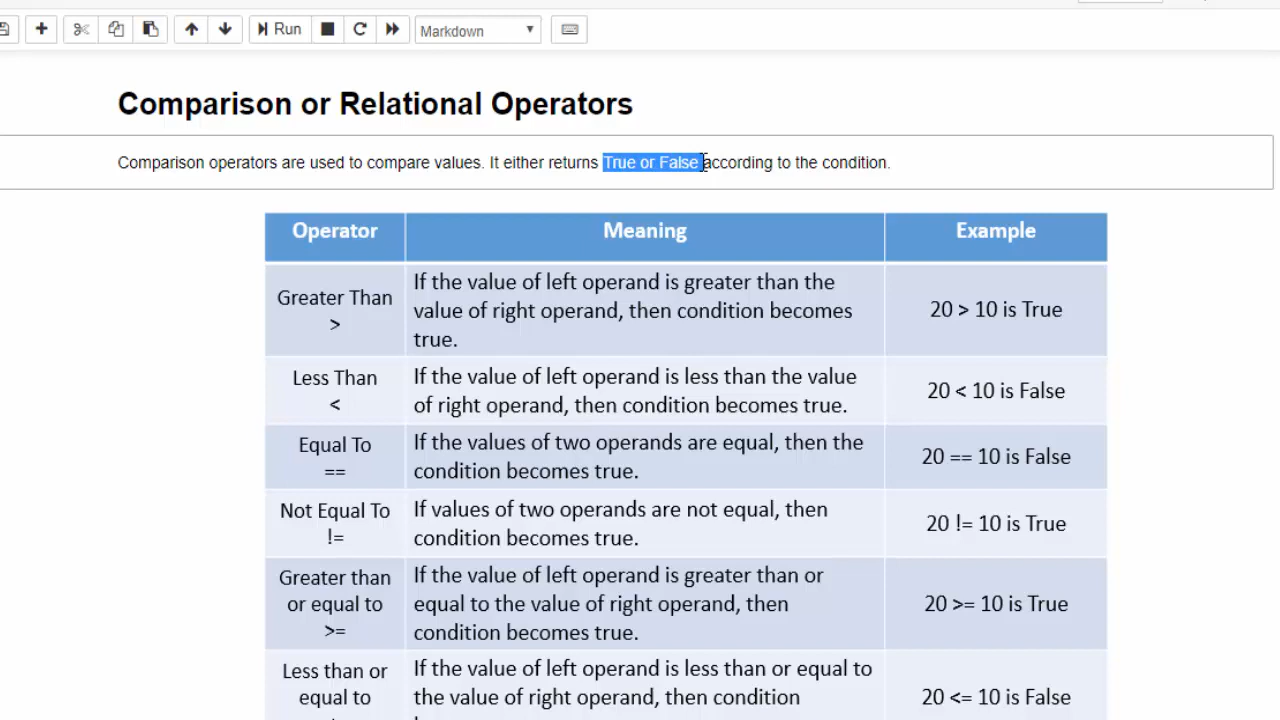 Run
Markdown
Comparison or Relational Operators
Comparison operators are used to compare values. It either returns True or False according to the condition.
Operator
Meaning
Example
Greater Than
>
If the value of left operand is greater than the
value of right operand, then condition becomes
true.
20 > 10 is True
Less Than
<
If the value of left operand is less than the value
of right operand, then condition becomes true.
20 < 10 is False
Equal To
==
If the values of two operands are equal, then the
condition becomes true.
20 == 10 is False
Not Equal To
!=
If values of two operands are not equal, then
condition becomes true.
20 != 10 is True
Greater than
or equal to
>=
If the value of left operand is greater than or
equal to the value of right operand, then
condition becomes true.
20 >= 10 is True
Less than or
equal to
If the value of left operand is less than or equal to
the value of right operand, then condition
20 <= 10 is False